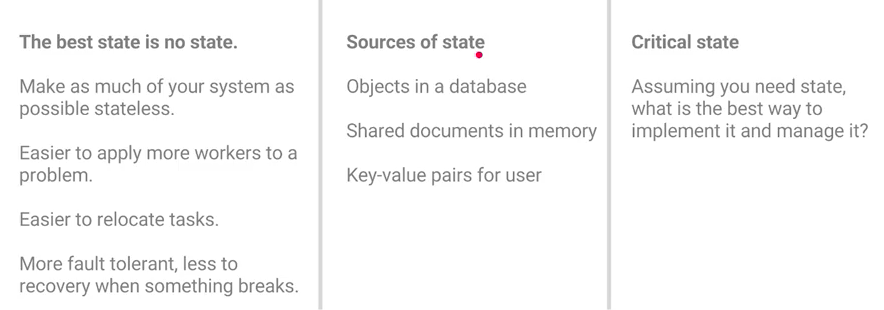 The best state is no state.
Make as much of your system as
possible stateless.
Easier to apply more workers to a
problem.
Easier to relocate tasks.
More fault tolerant, less to
recovery when something breaks.
Sources of state
Objects in a database
Shared documents in memory
Key-value pairs for user
Critical state
Assuming you need state,
what is the best way to
implement it and manage it?